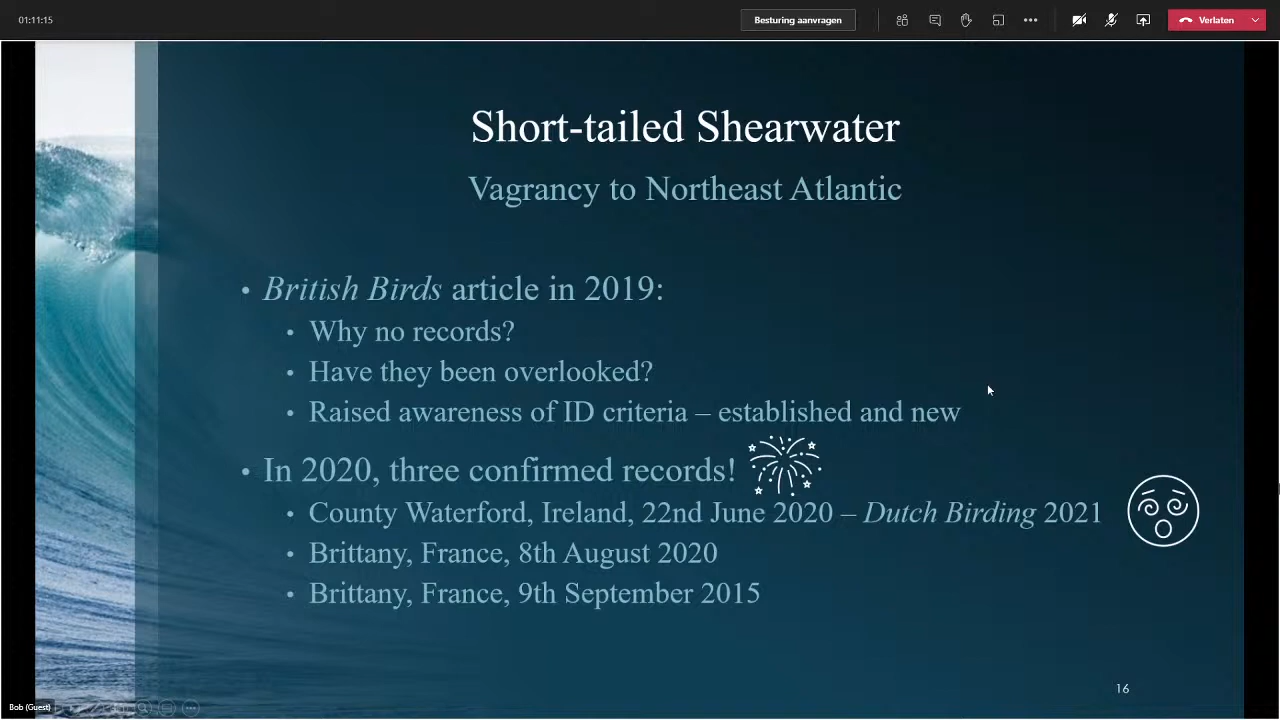 01:11:15
Besturing aanvragen
Verlaten
Short-tailed Shearwater
Vagrancy to Northeast Atlantic
• British Birds article in 2019:
• Why no records?
• Have they been overlooked?
• Raised awareness of ID criteria – established and new
• In 2020, three confirmed records!
• County Waterford, Ireland, 22nd June 2020 – Dutch Birding 2021
• Brittany, France, 8th August 2020
• Brittany, France, 9th September 2015
16
Bob (Guest)